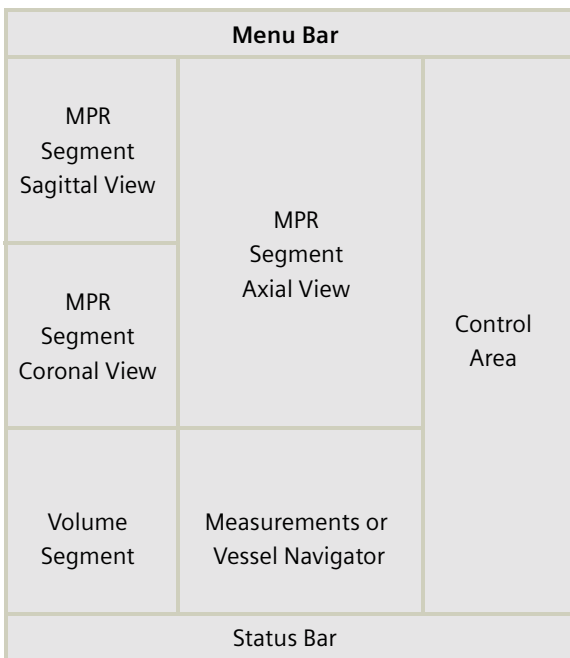 Menu Bar
MPR
Segment
Sagittal View
MPR
Segment
Coronal View
MPR
Segment
Axial View
Control
Area
Volume
Segment
Measurements or
Vessel Navigator
Status Bar